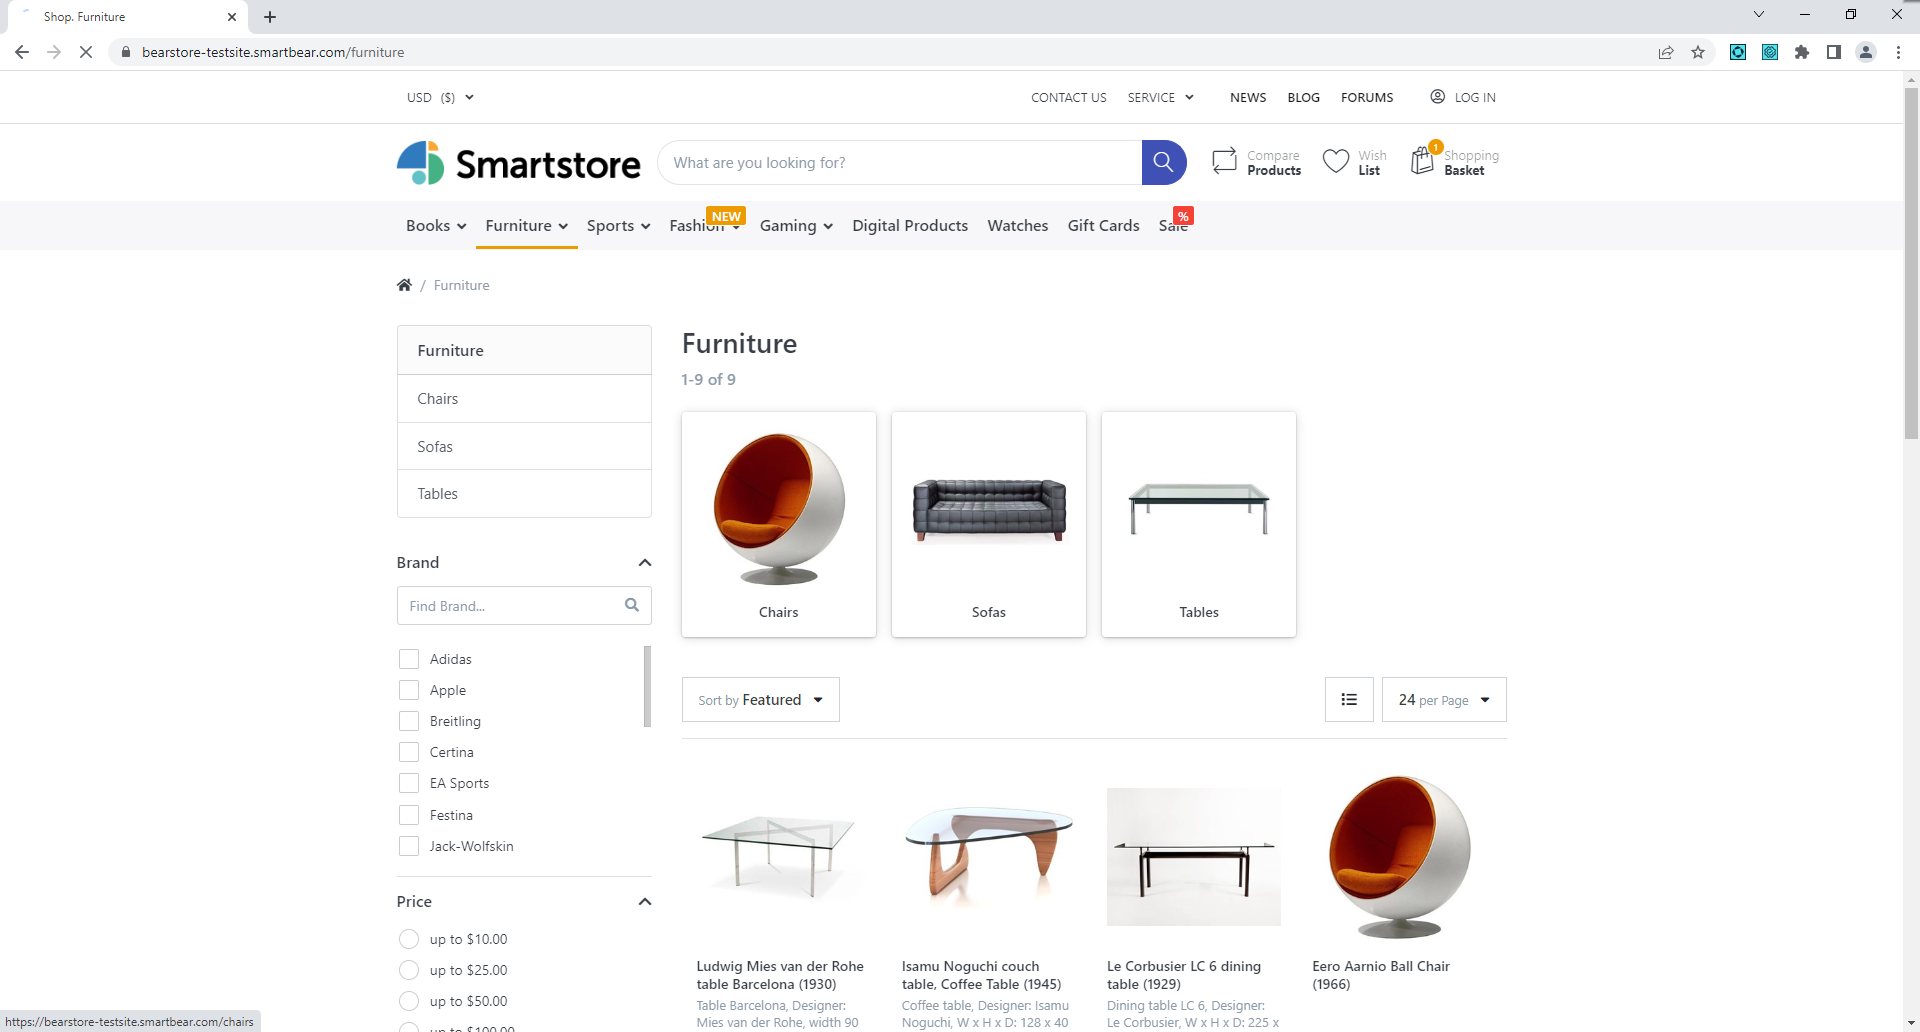 Shop. Furniture
bearstore-testsite.smartbear.com/furniture
USD ($)
CONTACT US
SERVICE
NEWS
BLOG
FORUMS
LOG IN
Smartstore
What are you looking for?
Compare
Products
Wish
List
1
Shopping
Basket
Books
Furniture
Sports
Fashion
NEW
Gaming
Digital Products
Watches
Gift Cards
Sale
%
/ Furniture
Furniture
Chairs
Sofas
Tables
Brand
Find Brand...
Adidas
Apple
Breitling
Certina
EA Sports
Festina
Jack-Wolfskin
Price
up to $10.00
up to $25.00
up to $50.00
up to $100.00
Furniture
1-9 of 9
Chairs
Sofas
Tables
Sort by Featured
24 per Page
Ludwig Mies van der Rohe
table Barcelona (1930)
Table Barcelona, Designer:
Mies van der Rohe, width 90
Isamu Noguchi couch
table, Coffee Table (1945)
Coffee table, Designer: Isamu
Noguchi, W x H x D: 128 x 40
Le Corbusier LC 6 dining
table (1929)
Dining table LC 6, Designer:
Le Corbusier, W x H x D: 225 x
Eero Aarnio Ball Chair
(1966)
https://bearstore-testsite.smartbear.com/chairs